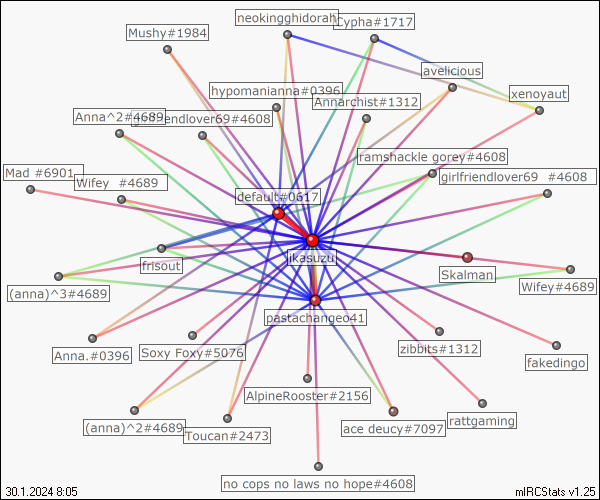 neokingghidorah
Cypha#1717
Mushy#1984
avelicious
hypomanianna#0396
xenoyaut
Annarchist#1312
Anna^2#4689
girlfriendlover69#4608
ramshackle gorey#4608
Mad #6901
Wifey #4689
girlfriendlover69 #4608
default#0617
jikasuzu
frisout
Skalman
(anna)^3#4689
Wifey#4689
pastachangeo41
Anna.#0396
Soxy Foxy#5076
zibbits#1312
fakedingo
AlpineRooster#2156
(anna)^2#4689
Toucan#2473
ace deucy#7097
rattgaming
no cops no laws no hope#4608
30.1.2024 8:05
mIRCStats v1.25